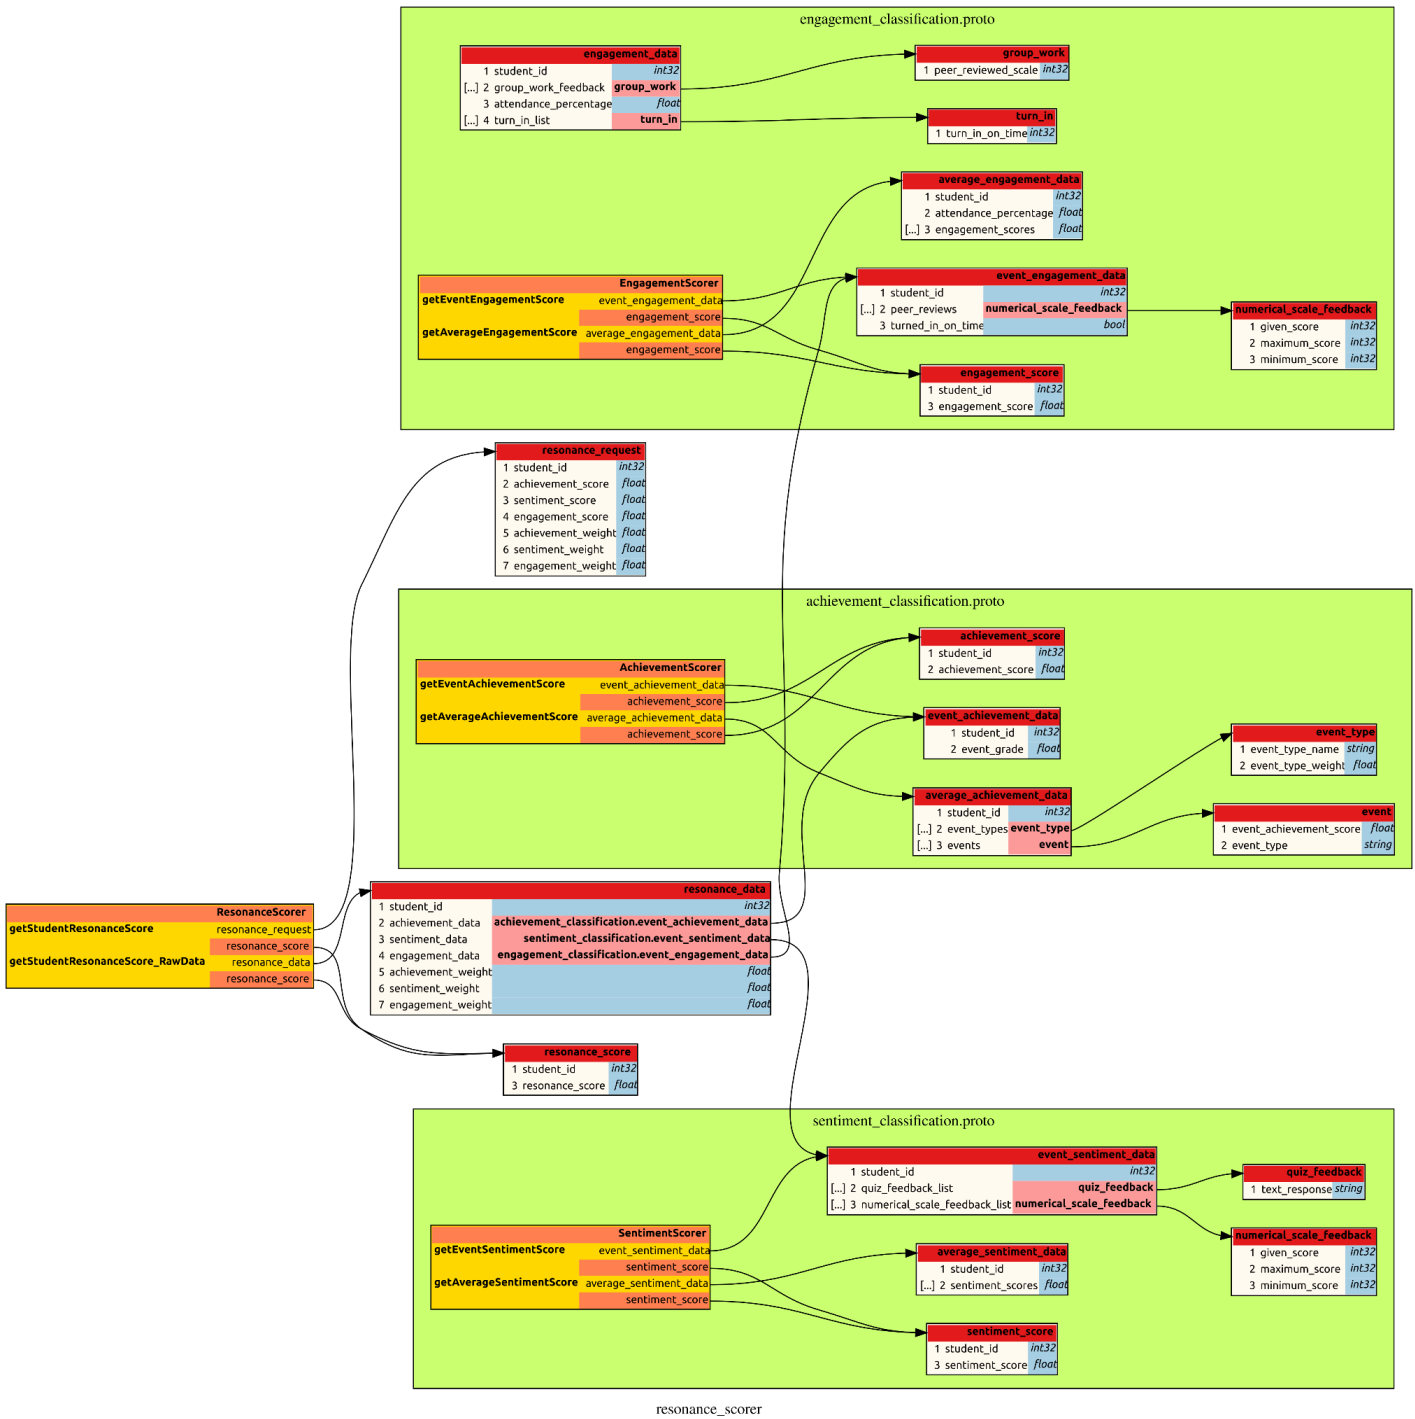 engagement_classification.proto
engagement_data
1 student_id int32
[...] 2 group_work_feedback group_work
3 attendance_percentage float
[...] 4 turn_in_list turn_in
group_work
1 peer_reviewed_scale int32
turn_in
1 turn_in_on_time int32
average_engagement_data
1 student_id int32
2 attendance_percentage float
[...] 3 engagement_scores float
EngagementScorer
getEventEngagementScore event_engagement_data
engagement_score
getAverageEngagementScore average_engagement_data
engagement_score
event_engagement_data
1 student_id int32
[...] 2 peer_reviews numerical_scale_feedback
3 turned_in_on_time bool
numerical_scale_feedback
1 given_score int32
2 maximum_score int32
3 minimum_score int32
engagement_score
1 student_id int32
3 engagement_score float
resonance_request
1 student_id int32
2 achievement_score float
3 sentiment_score float
4 engagement_score float
5 achievement_weight float
6 sentiment_weight float
7 engagement_weight float
achievement_classification.proto
achievement_score
1 student_id int32
2 achievement_score float
AchievementScorer
getEventAchievementScore event_achievement_data
achievement_score
getAverageAchievementScore average_achievement_data
achievement_score
event_achievement_data
1 student_id int32
2 event_grade float
event_type
1 event_type_name string
2 event_type_weight float
average_achievement_data
1 student_id int32
[...] 2 event_types event_type
[...] 3 events event
event
1 event_achievement_score float
2 event_type string
ResonanceScorer
getStudentResonanceScore resonance_request
resonance_score
getStudentResonanceScore_RawData resonance_data
resonance_score
resonance_data
1 student_id int32
2 achievement_data achievement_classification.event_achievement_data
3 sentiment_data sentiment_classification.event_sentiment_data
4 engagement_data engagement_classification.event_engagement_data
5 achievement_weight float
6 sentiment_weight float
7 engagement_weight float
resonance_score
1 student_id int32
3 resonance_score float
sentiment_classification.proto
event_sentiment_data
1 student_id int32
[...] 2 quiz_feedback_list quiz_feedback
[...] 3 numerical_scale_feedback_list numerical_scale_feedback
quiz_feedback
1 text_response string
SentimentScorer
getEventSentimentScore event_sentiment_data
sentiment_score
getAverageSentimentScore average_sentiment_data
sentiment_score
numerical_scale_feedback
1 given_score int32
2 maximum_score int32
3 minimum_score int32
average_sentiment_data
1 student_id int32
[...] 2 sentiment_scores float
sentiment_score
1 student_id int32
3 sentiment_score float
resonance_scorer